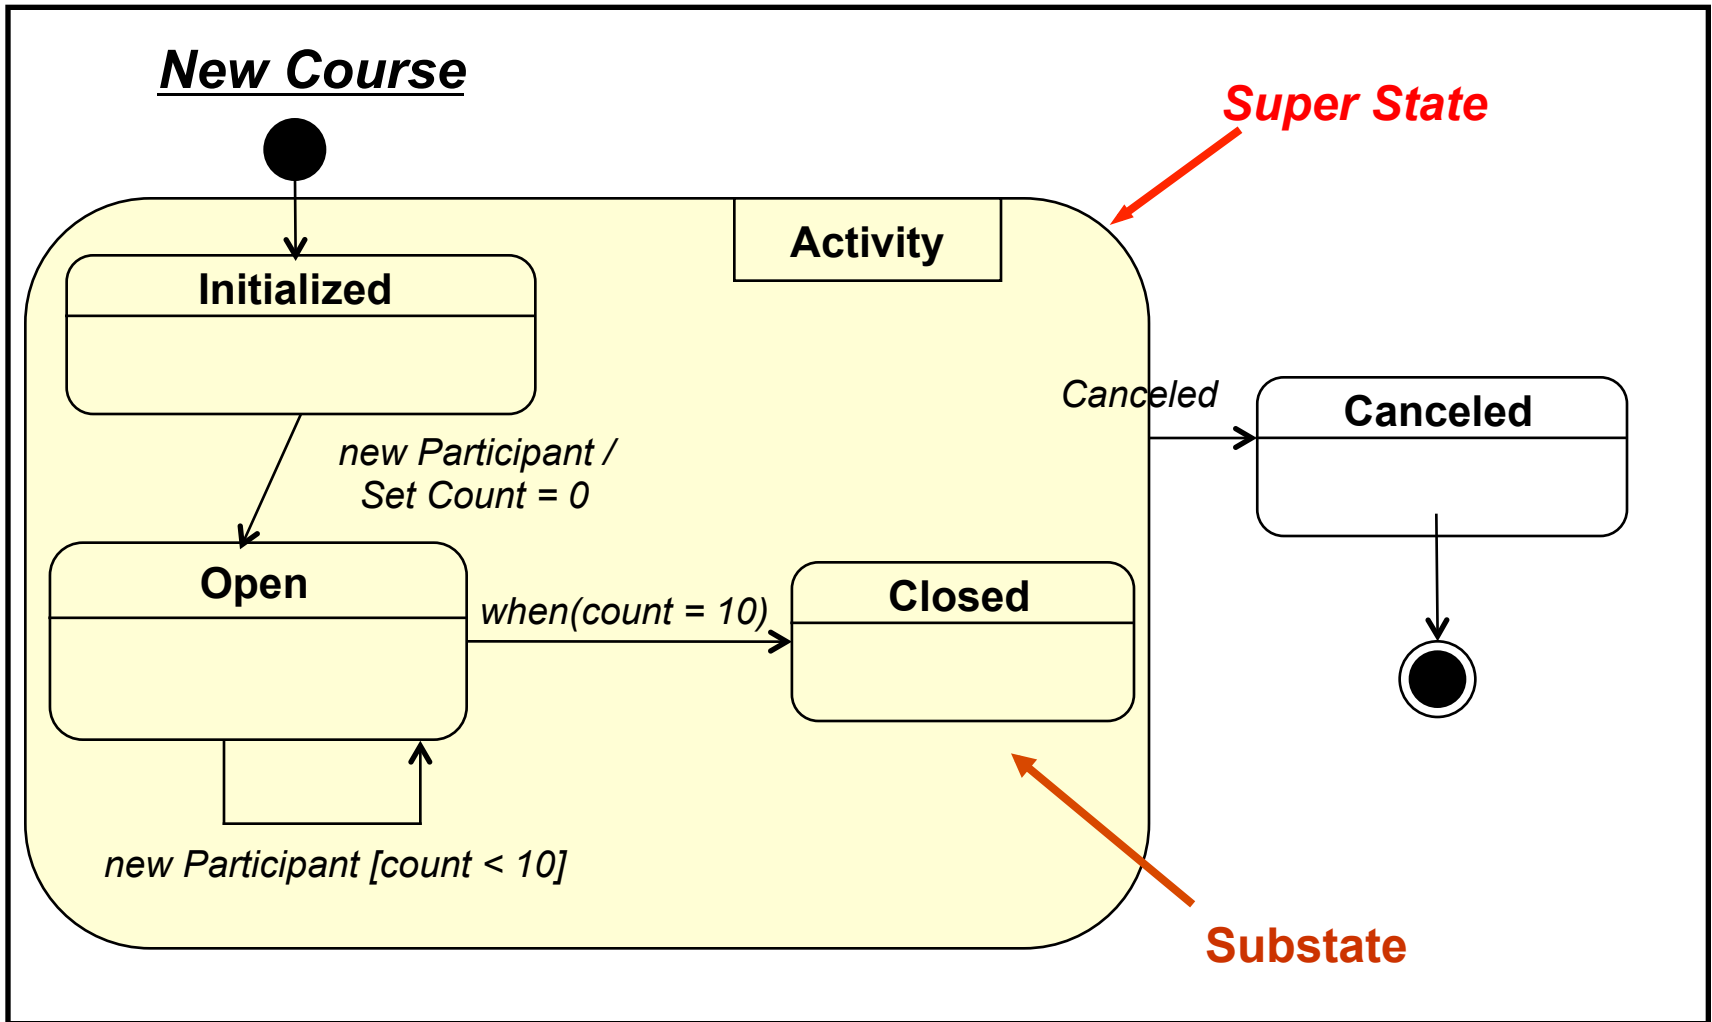 New Course
Super State
Activity
Initialized
Canceled
Canceled
new Participant /
Set Count = 0
Open
when(count = 10)
Closed
new Participant [count < 10]
Substate